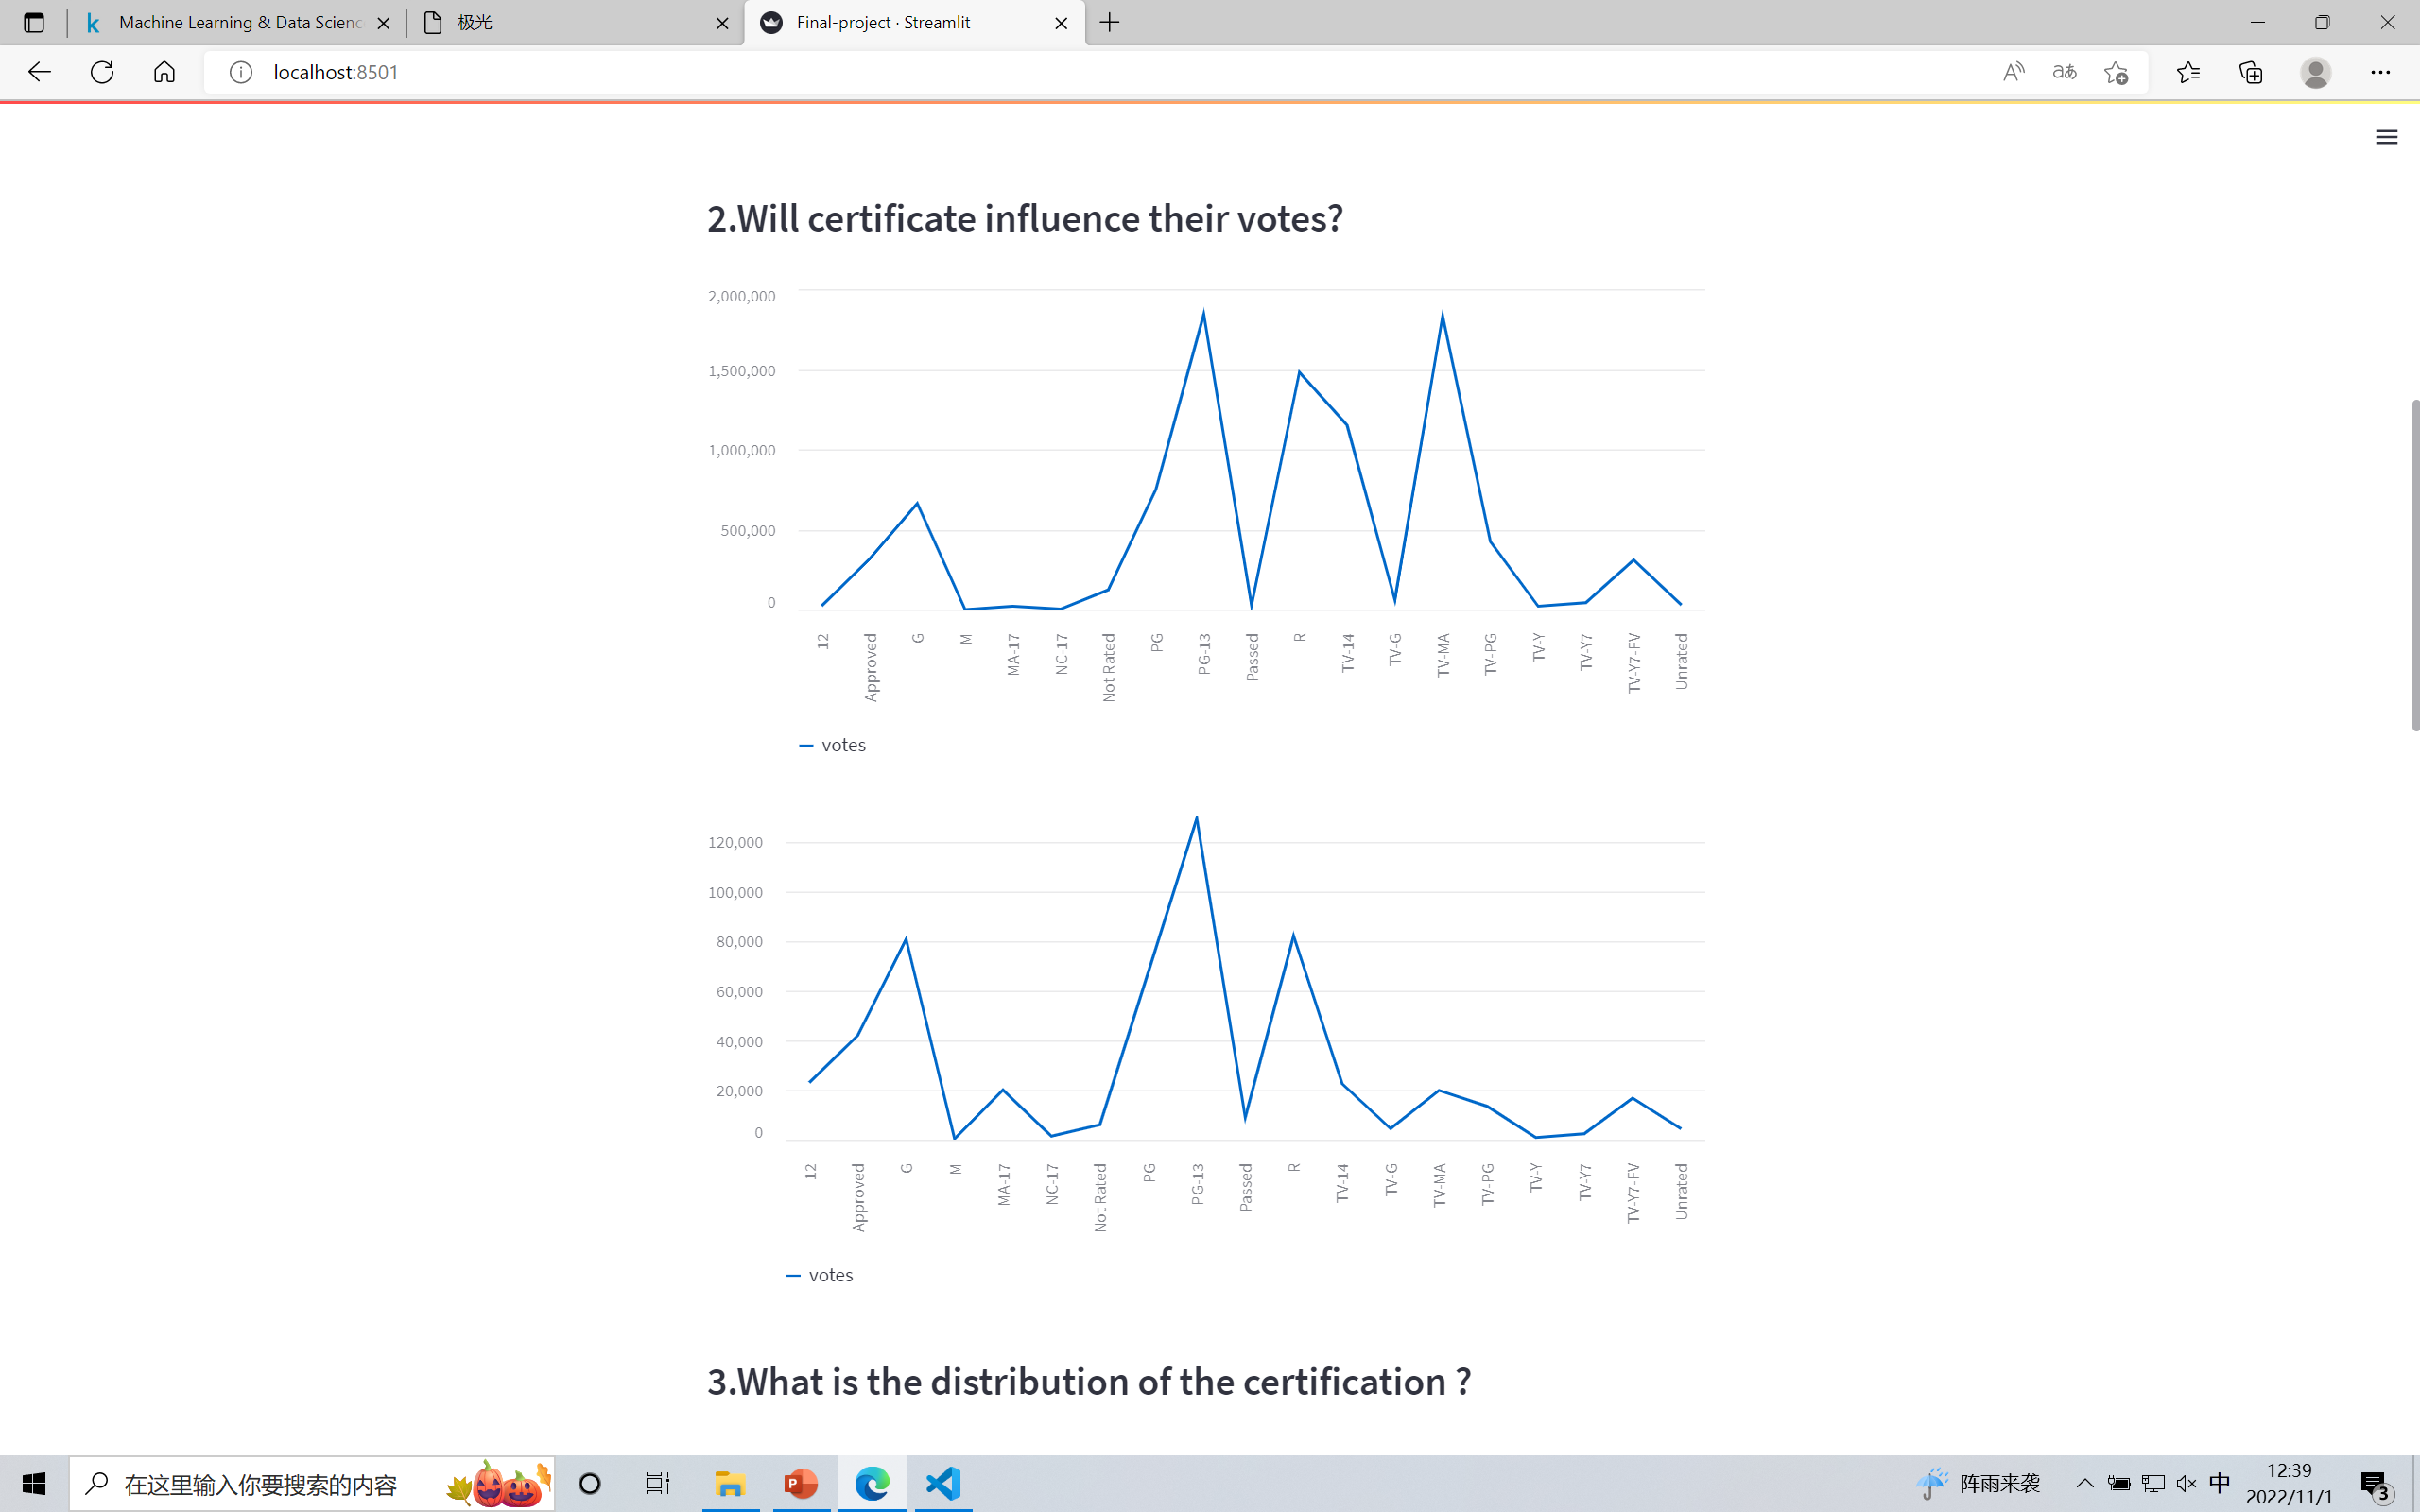 Machine Learning & Data Scienc
极光
Final-project · Streamlit
localhost:8501
2.Will certificate influence their votes?
2,000,000
1,500,000
1,000,000
500,000
0
12
Approved
G
M
MA-17
NC-17
Not Rated
PG
PG-13
Passed
R
TV-14
TV-G
TV-MA
TV-PG
TV-Y
TV-Y7
TV-Y7-FV
Unrated
votes
120,000
100,000
80,000
60,000
40,000
20,000
0
12
Approved
G
M
MA-17
NC-17
Not Rated
PG
PG-13
Passed
R
TV-14
TV-G
TV-MA
TV-PG
TV-Y
TV-Y7
TV-Y7-FV
Unrated
votes
3.What is the distribution of the certification ?
在这里输入你要搜索的内容
阵雨来袭
中
12:39
2022/11/1
3